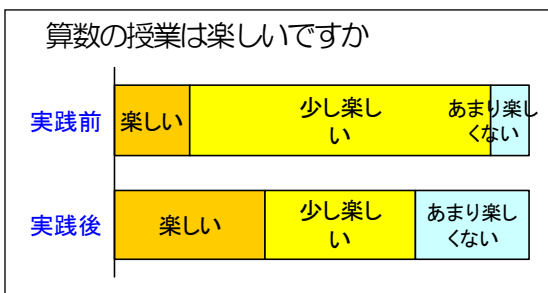 算数の授業は楽しいですか
実践前
楽しい
少し楽し
い
あまり楽し
くない
実践後
楽しい
少し楽し
い
あまり楽し
くない